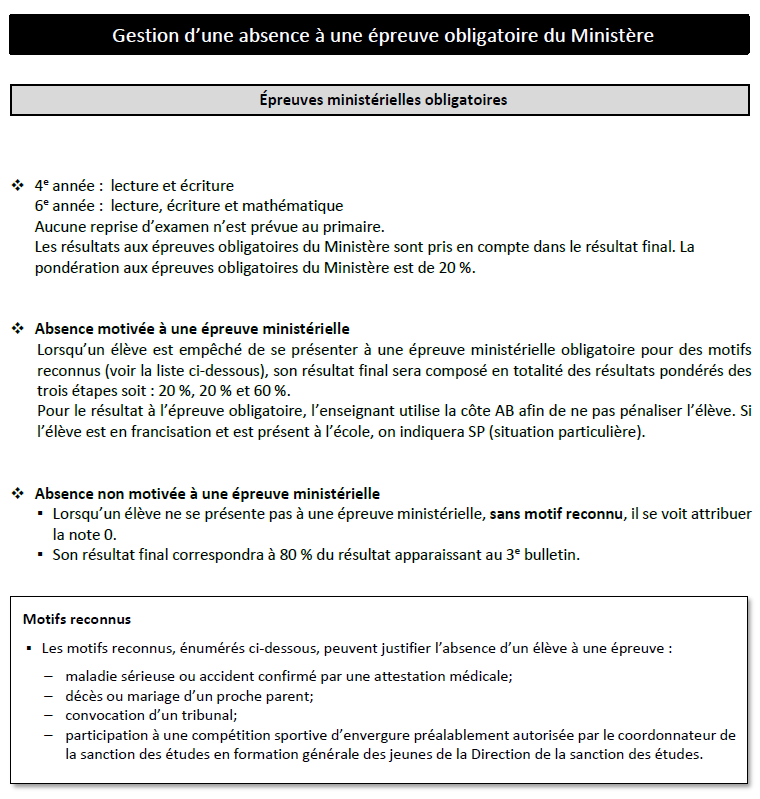 Gestion d’une absence à une épreuve obligatoire du Ministère
Épreuves ministérielles obligatoires
❖ 4e année : lecture et écriture
6e année : lecture, écriture et mathématique
Aucune reprise d’examen n’est prévue au primaire.
Les résultats aux épreuves obligatoires du Ministère sont pris en compte dans le résultat final. La
pondération aux épreuves obligatoires du Ministère est de 20 %.
❖ Absence motivée à une épreuve ministérielle
Lorsqu’un élève est empêché de se présenter à une épreuve ministérielle obligatoire pour des motifs
reconnus (voir la liste ci-dessous), son résultat final sera composé en totalité des résultats pondérés des
trois étapes soit : 20 %, 20 % et 60 %.
Pour le résultat à l’épreuve obligatoire, l’enseignant utilise la côte AB afin de ne pas pénaliser l’élève. Si
l’élève est en francisation et est présent à l’école, on indiquera SP (situation particulière).
❖ Absence non motivée à une épreuve ministérielle
▪ Lorsqu’un élève ne se présente pas à une épreuve ministérielle, sans motif reconnu, il se voit attribuer
la note 0.
▪ Son résultat final correspondra à 80 % du résultat apparaissant au 3e bulletin.
Motifs reconnus
▪ Les motifs reconnus, énumérés ci-dessous, peuvent justifier l’absence d’un élève à une épreuve :
– maladie sérieuse ou accident confirmé par une attestation médicale;
– décès ou mariage d’un proche parent;
– convocation d’un tribunal;
– participation à une compétition sportive d’envergure préalablement autorisée par le coordonnateur de
la sanction des études en formation générale des jeunes de la Direction de la sanction des études.